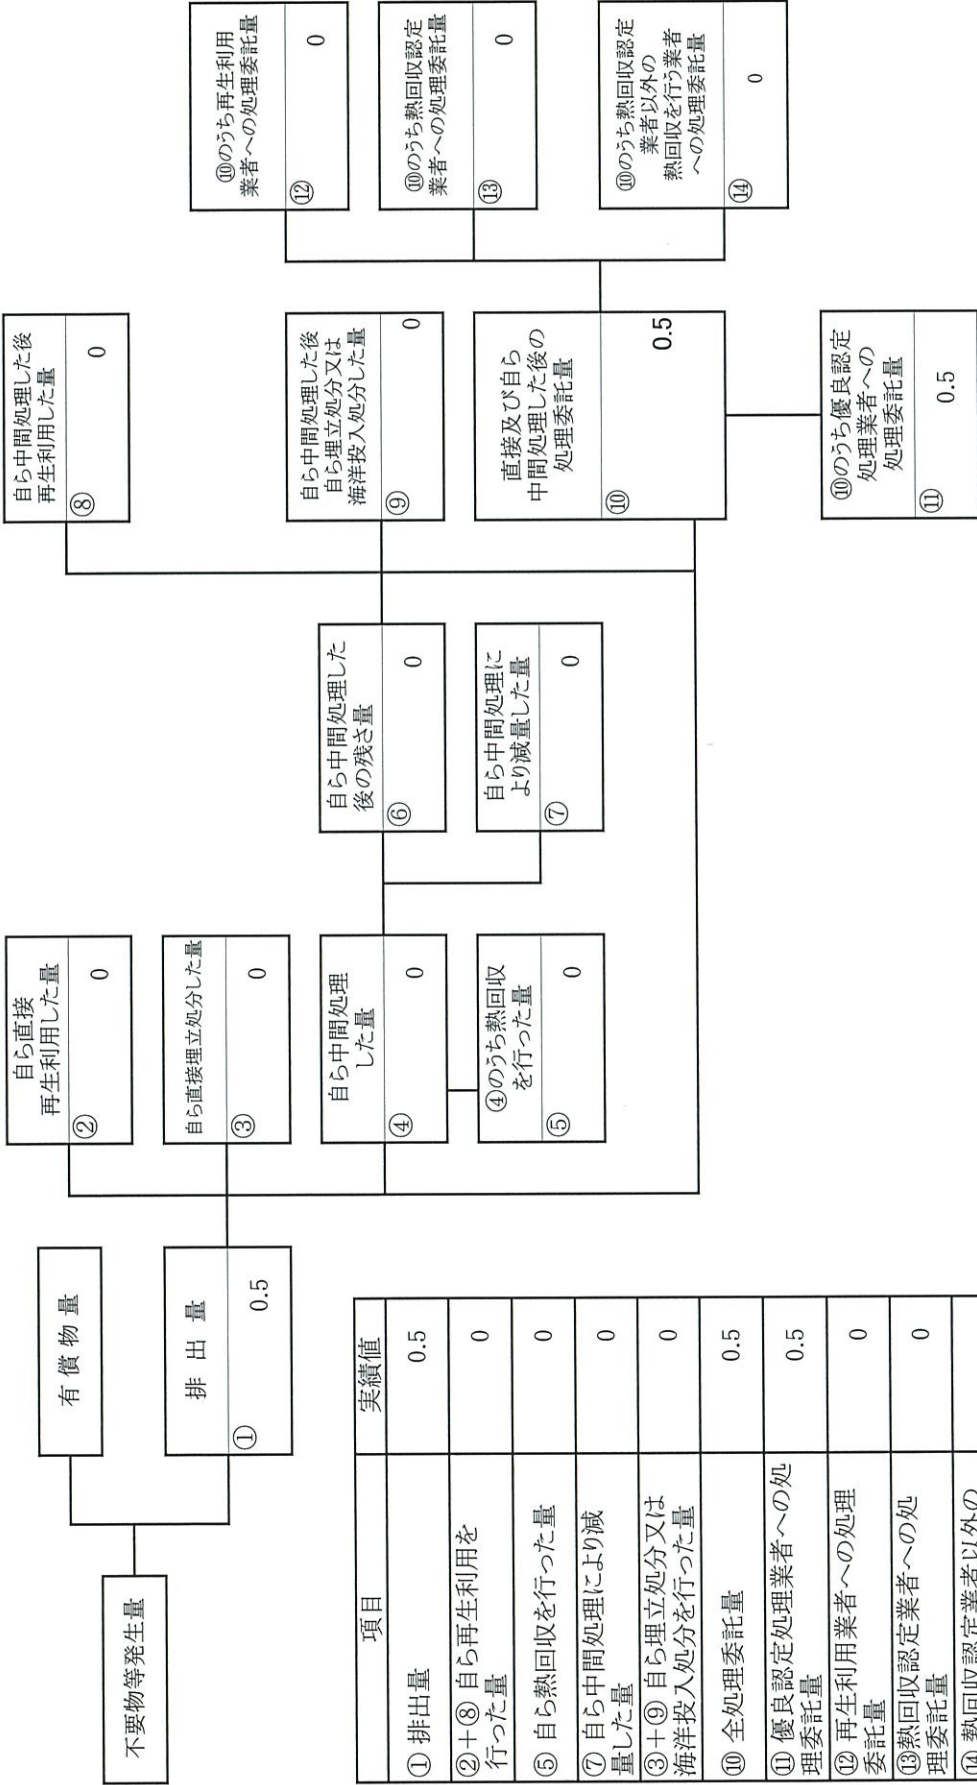 不要物等発生量
有償物量
排出量
①
0.5
自ら直接
再生利用した量
②
0
自ら直接埋立処分した量
③
0
自ら中間処理
した量
④
0
④のうち熱回収
を行った量
⑤
0
自ら中間処理した
後の残さ量
⑥
0
自ら中間処理に
より減量した量
⑦
0
自ら中間処理した後
再生利用した量
⑧
0
自ら中間処理した後
自ら埋立処分又は
海洋投入処分した量
⑨
0
直接及び自ら
中間処理した後の
処理委託量
⑩
0.5
⑩のうち優良認定
処理業者への
処理委託量
⑪
0.5
⑩のうち再生利用
業者への処理委託量
⑫
0
⑩のうち熱回収認定
業者への処理委託量
⑬
0
⑩のうち熱回収認定
業者以外の
熱回収を行う業者
への処理委託量
⑭
0
項目 実績値
① 排出量 0.5
②+⑧ 自ら再生利用を
行った量 0
⑤ 自ら熱回収を行った量 0
⑦ 自ら中間処理により減
量した量 0
③+⑨ 自ら埋立処分又は
海洋投入処分を行った量 0
⑩ 全処理委託量 0.5
⑪ 優良認定処理業者への処
理委託量 0.5
⑫ 再生利用業者への処理
委託量 0
⑬熱回収認定業者への処
理委託量 0
⑭ 熱回収認定業者以外の